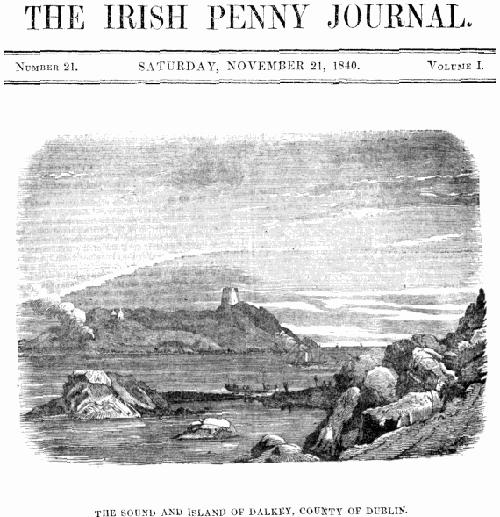 THE IRISH PENNY JOURNAL.
NUMBER 21. SATURDAY, NOVEMBER 21, 1840. VOLUME I.
THE SOUND AND ISLAND OF DALKEY, COUNTY OF DUBLIN.